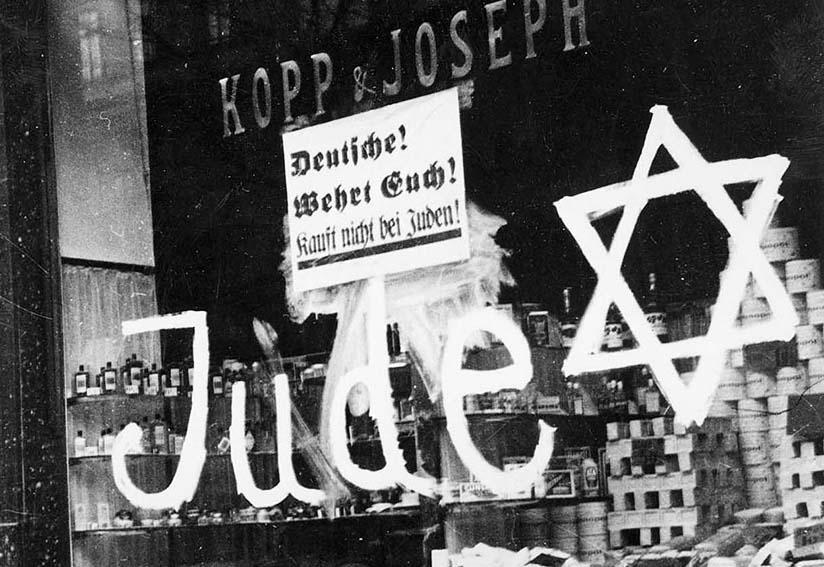 KOPP & JOSEPH
Deutsche!
Wehrt Euch!
Kauft nicht bei Juden!
Jude